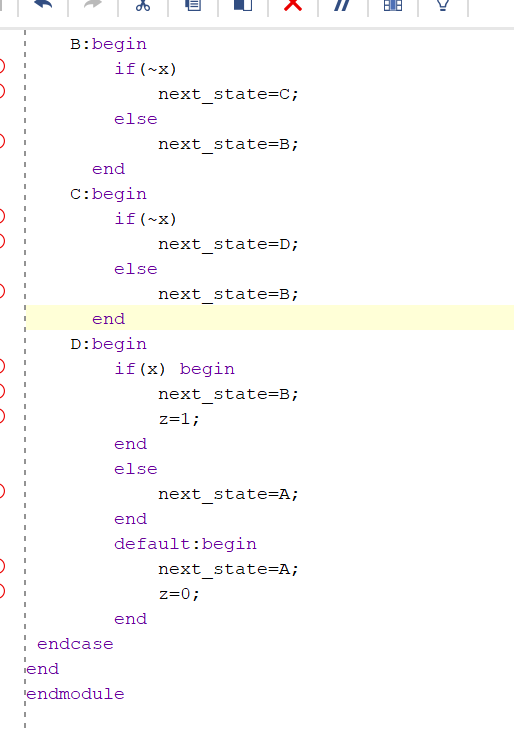 B:begin
if(~x)
next_state=C;
else
next_state=B;
end
C:begin
if(~x)
next_state=D;
else
next_state=B;
end
D:begin
if(x) begin
next_state=B;
z=1;
end
else
next_state=A;
end
default:begin
next_state=A;
z=0;
end
endcase
end
endmodule